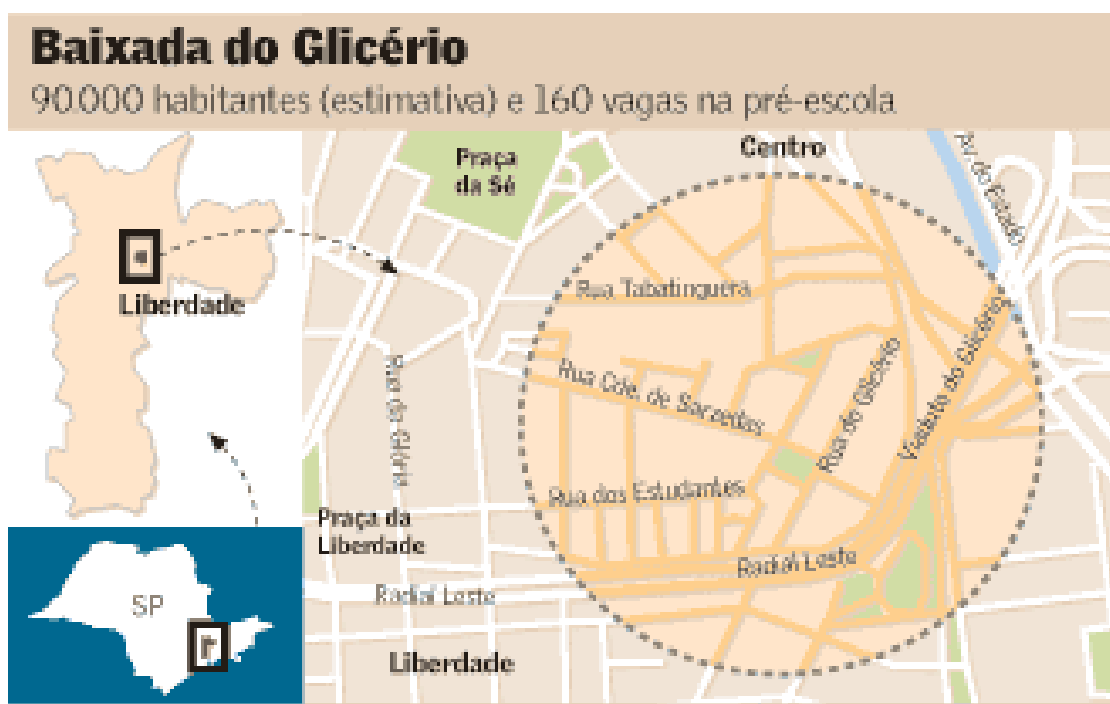 Baixada do Glicério
90.000 habitantes (estimativa) e 160 vagas na pré-escola
Liberdade
SP
Praça
da Sé
Centro
Av. do Estado
Rua Tabatinguera
Rua da Glória
Rua Cde. de Sarzedas
Rua do Glicério
Viaduto do Glicério
Rua dos Estudantes
Praça da
Liberdade
Radial Leste
Radial Leste
Liberdade